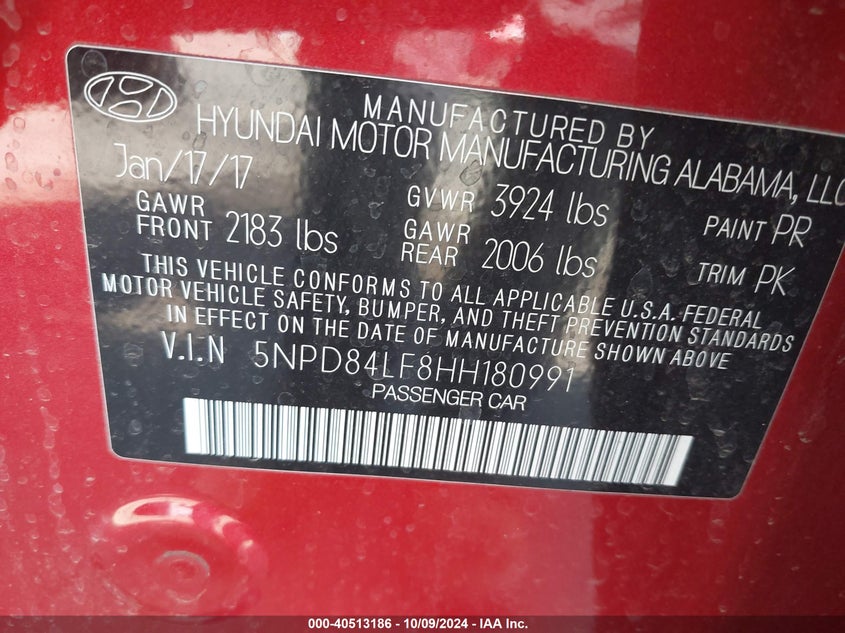 MANUFACTURED BY
HYUNDAI MOTOR MANUFACTURING ALABAMA, LLC
Jan/17/17
GAWR FRONT 2183 lbs
GVWR 3924 lbs
GAWR REAR 2006 lbs
PAINT PR
TRIM PK
THIS VEHICLE CONFORMS TO ALL APPLICABLE U.S.A. FEDERAL
MOTOR VEHICLE SAFETY, BUMPER, AND THEFT PREVENTION STANDARDS
IN EFFECT ON THE DATE OF MANUFACTURE SHOWN ABOVE.
V.I.N 5NPD84LF8HH180991
PASSENGER CAR
000-40513186 - 10/09/2024 - IAA Inc.